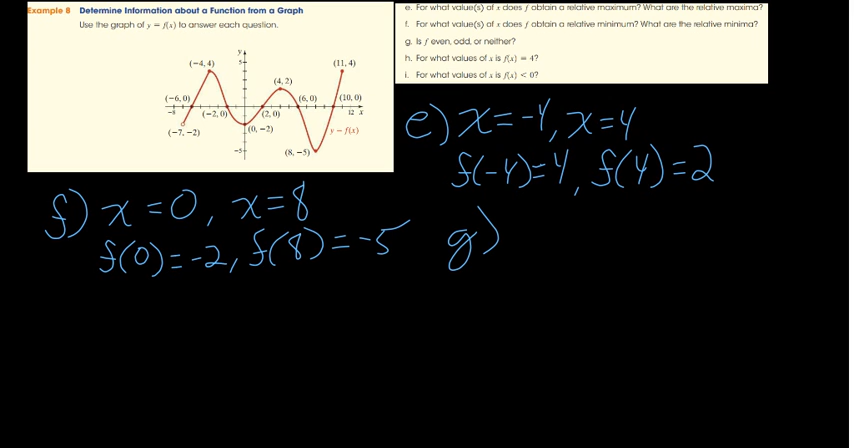 Example 8 Determine Information about a Function from a Graph
Use the graph of y = f(x) to answer each question.
y
5
(−4, 4)
(11, 4)
(4, 2)
(−6, 0)
(6, 0)
(10, 0)
(−2, 0)
(2, 0)
12 x
(−7, −2)
(0, −2)
y = f(x)
−5
(8, −5)
e. For what value(s) of x does f obtain a relative maximum? What are the relative maxima?
f. For what value(s) of x does f obtain a relative minimum? What are the relative minima?
g. Is f even, odd, or neither?
h. For what values of x is f(x) = 4?
i. For what values of x is f(x) < 0?
e) x = -4, x = 4
f(-4) = 4, f(4) = 2
f) x = 0, x = 8
f(0) = -2, f(8) = -5
g)